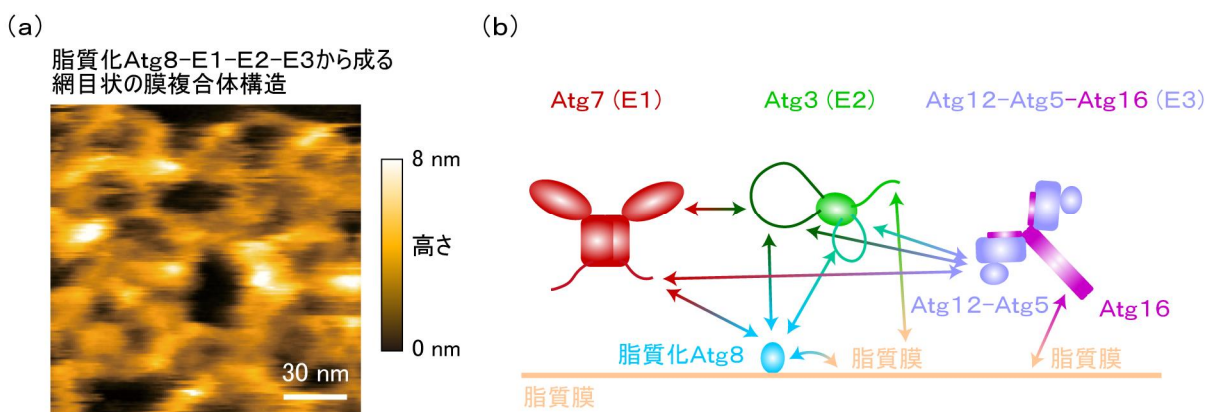 (a)
脂質化Atg8-E1-E2-E3から成る
網目状の膜複合体構造
8 nm
高さ
0 nm
30 nm
(b)
Atg7 (E1)
Atg3 (E2)
Atg12-Atg5-Atg16 (E3)
Atg12-Atg5
Atg16
脂質化Atg8
脂質膜
脂質膜
脂質膜